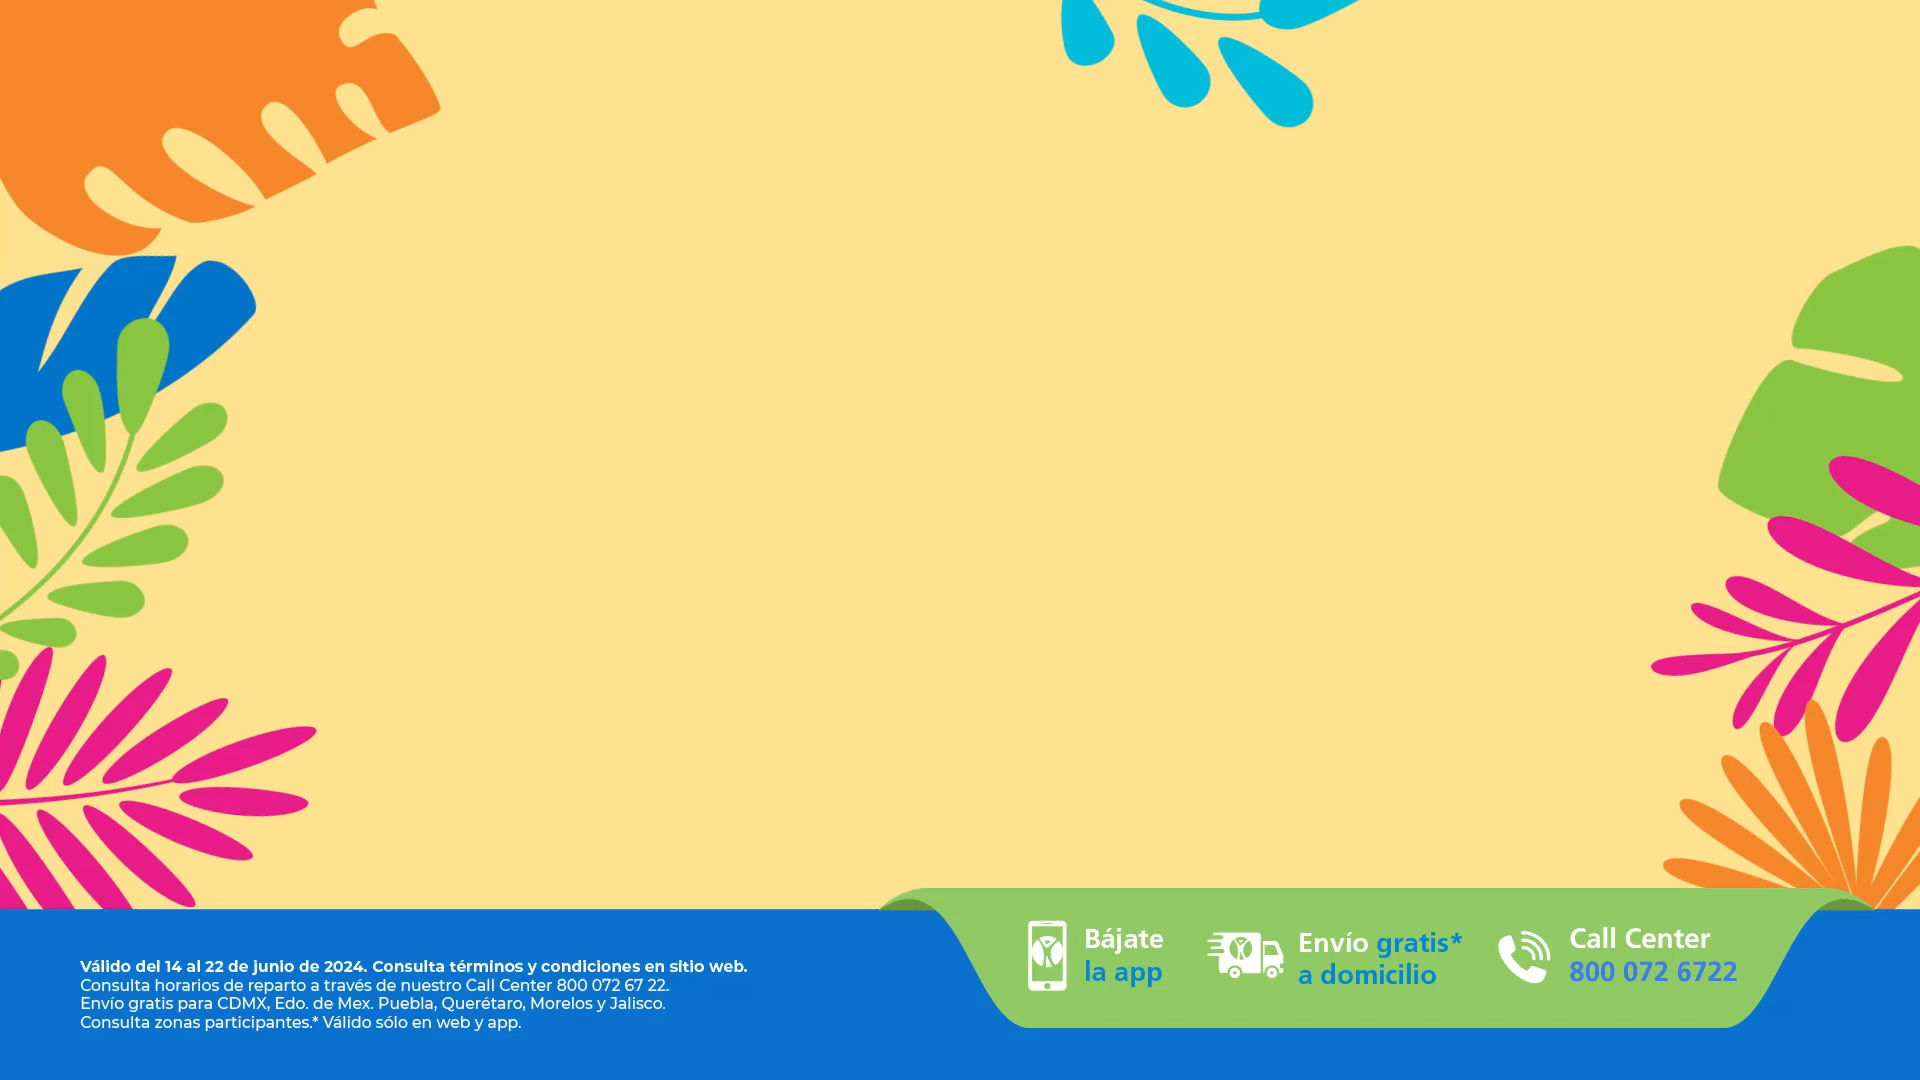 Válido del 14 al 22 de junio de 2024. Consulta términos y condiciones en sitio web.
Consulta horarios de reparto a través de nuestro Call Center 800 072 67 22.
Envío gratis para CDMX, Edo. de Mex. Puebla, Querétaro, Morelos y Jalisco.
Consulta zonas participantes.* Válido sólo en web y app.
Bájate
la app
Envío gratis*
a domicilio
Call Center
800 072 6722